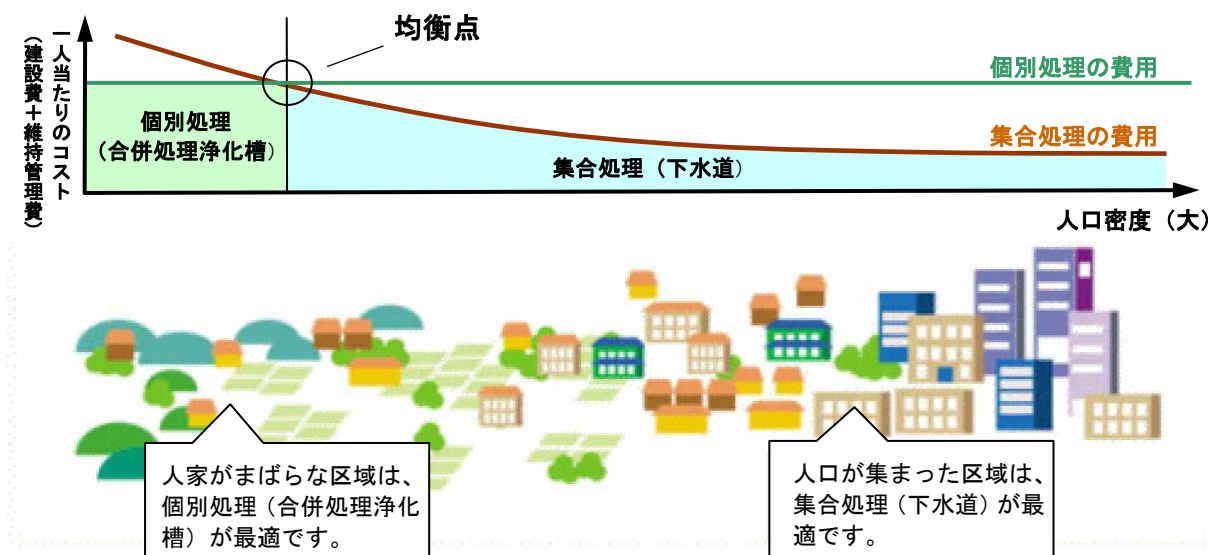 一人当たりのコスト
（建設費＋維持管理費）
均衡点
個別処理の費用
個別処理
（合併処理浄化槽）
集合処理の費用
集合処理（下水道）
人口密度（大）
人家がまばらな区域は、
個別処理（合併処理浄化
槽）が最適です。
人口が集まった区域は、
集合処理（下水道）が最
適です。